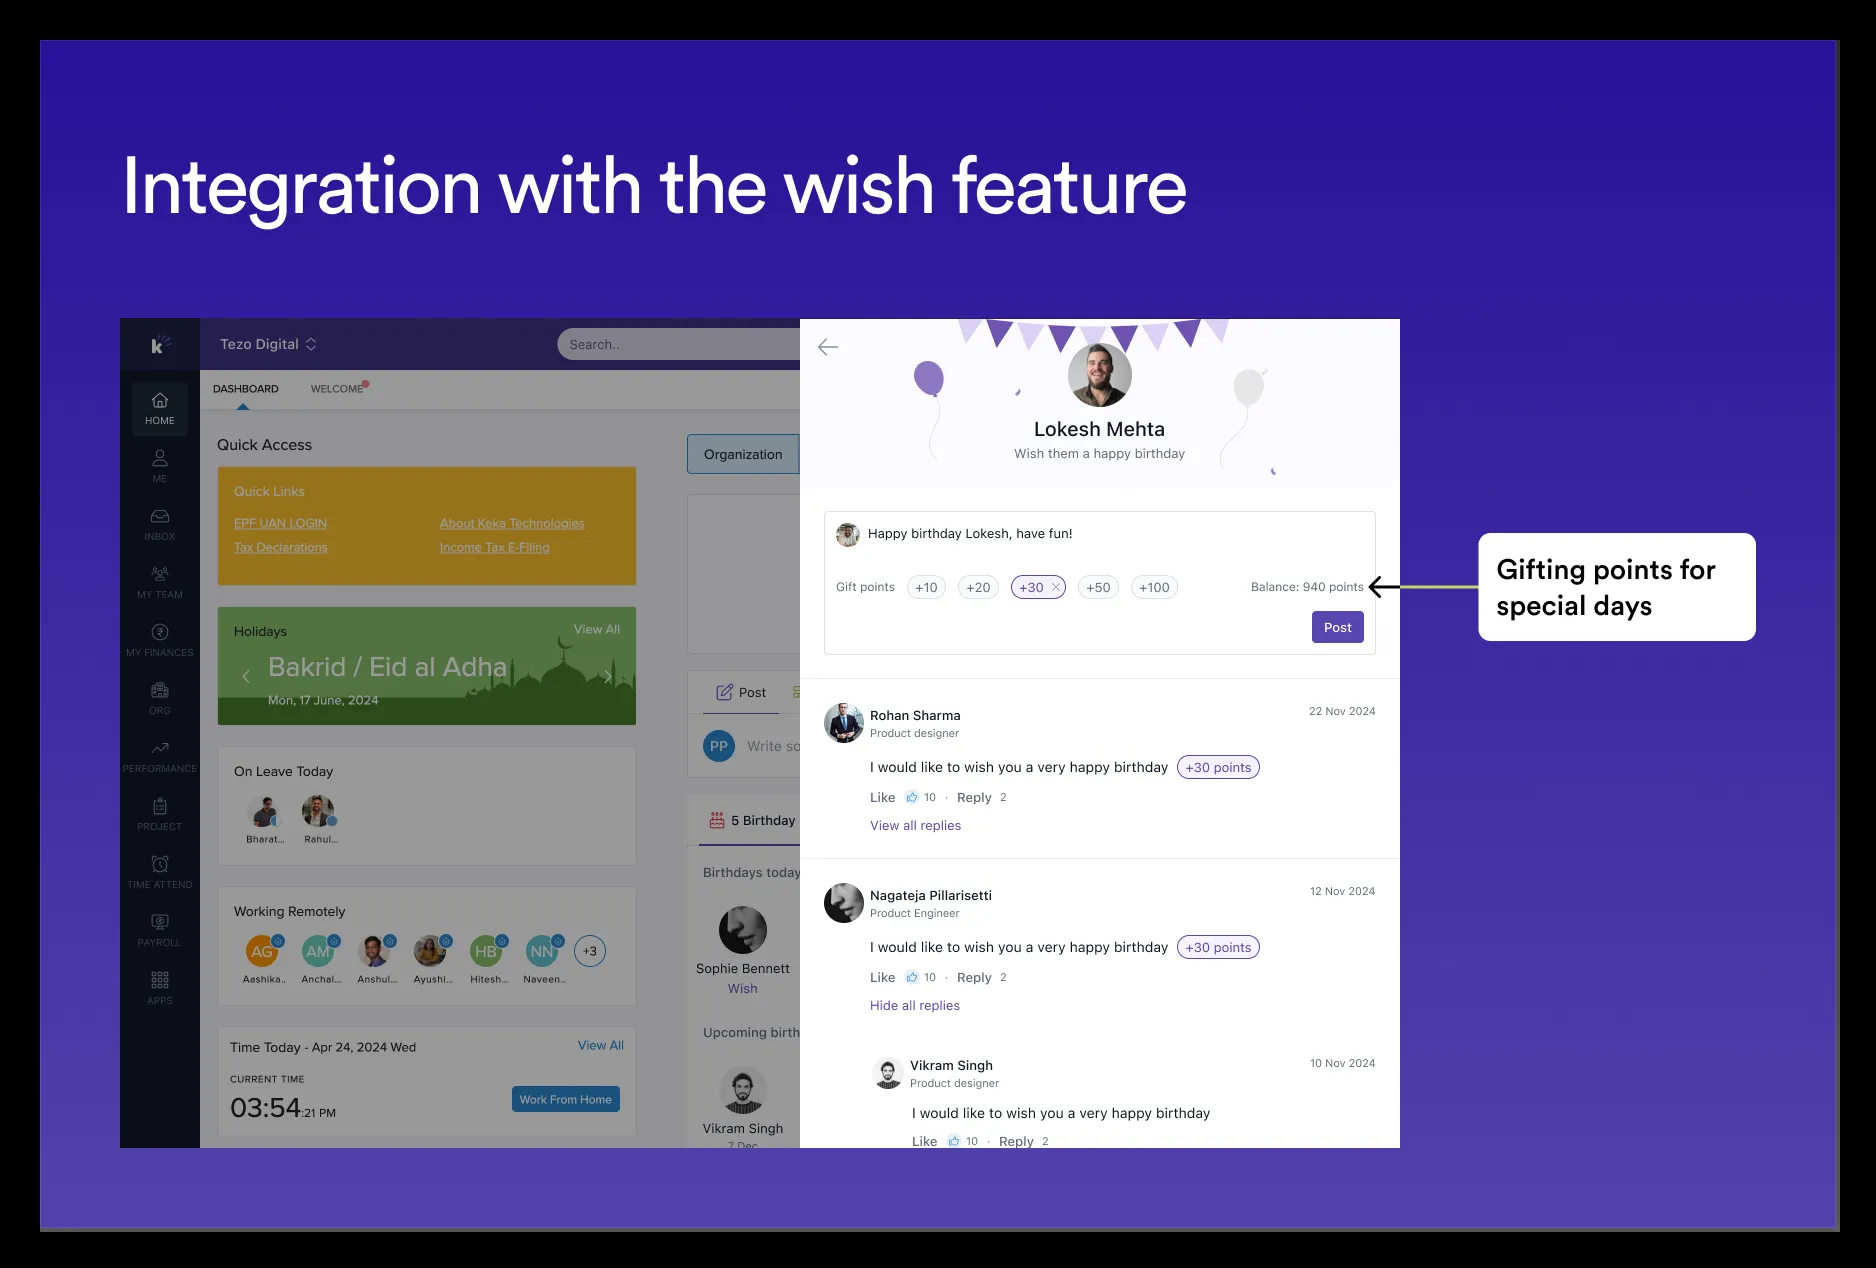 Integration with the wish feature
k
Tezo Digital
Search..
DASHBOARD
WELCOME
HOME
ME
INBOX
MY TEAM
MY FINANCES
ORG
PERFORMANCE
PROJECT
TIME ATTEND
PAYROLL
APPS
Quick Access
Quick Links
EPF UAN LOGIN
About Keka Technologies
Tax Declarations
Income Tax E-Filing
Holidays
View All
Bakrid / Eid al Adha
Mon, 17 June, 2024
On Leave Today
Bharat...
Rahul...
Working Remotely
AG
AM
HB
NN
+3
Aashika..
Anchal...
Anshul...
Ayushi...
Hitesh...
Naveen..
Time Today - Apr 24, 2024 Wed
View All
CURRENT TIME
03:54:21 PM
Work From Home
Organization
Post
PP
Write so
5 Birthday
Birthdays today
Sophie Bennett
Wish
Upcoming birth
Vikram Singh
7 Dec
Lokesh Mehta
Wish them a happy birthday
Happy birthday Lokesh, have fun!
Gift points
+10
+20
+30
+50
+100
Balance: 940 points
Post
Rohan Sharma
22 Nov 2024
Product designer
I would like to wish you a very happy birthday
+30 points
Like 10 · Reply 2
View all replies
Nagateja Pillarisetti
12 Nov 2024
Product Engineer
I would like to wish you a very happy birthday
+30 points
Like 10 · Reply 2
Hide all replies
Vikram Singh
10 Nov 2024
Product designer
I would like to wish you a very happy birthday
Like 10 · Reply 2
Gifting points for
special days